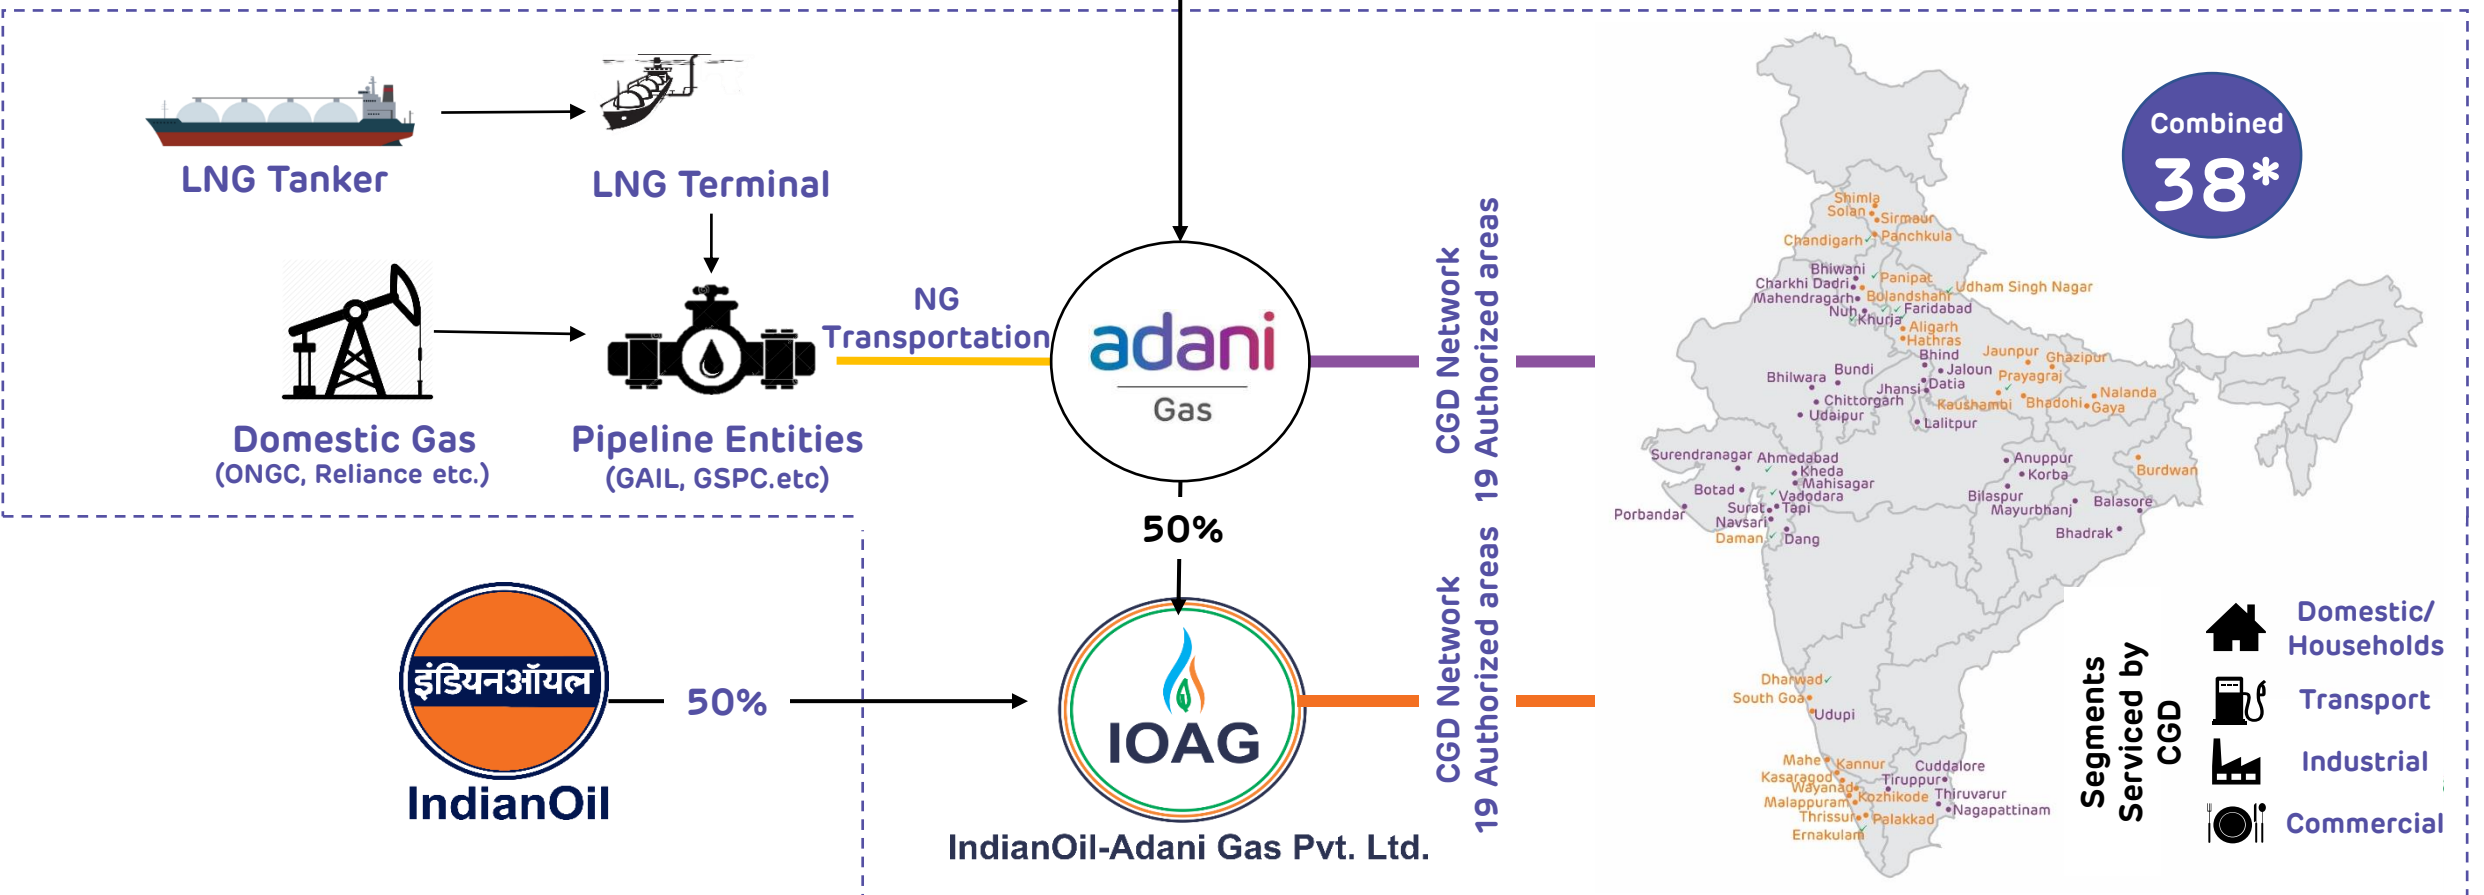 LNG Tanker
LNG Terminal
Domestic Gas
(ONGC, Reliance etc.)
Pipeline Entities
(GAIL, GSPC.etc)
NG
Transportation
adani
Gas
50%
इंडियनऑयल
IndianOil
50%
IOAG
IndianOil-Adani Gas Pvt. Ltd.
CGD Network
19 Authorized areas
CGD Network
19 Authorized areas
Combined
38*
Shimla
Solan
Sirmaur
Chandigarh
Panchkula
Bhiwani
Panipat
Charkhi Dadri
Udham Singh Nagar
Mahendragarh
Bulandshahr
Nuh
Faridabad
Khurja
Aligarh
Hathras
Bhind
Jaunpur
Ghazipur
Bundi
Jaloun
Bhilwara
Prayagraj
Jhansi
Datia
Nalanda
Chittorgarh
Kaushambi
Bhadohi
Gaya
Udaipur
Lalitpur
Surendranagar
Ahmedabad
Anuppur
Kheda
Burdwan
Korba
Mahisagar
Botad
Vadodara
Bilaspur
Balasore
Porbandar
Surat
Tapi
Mayurbhanj
Navsari
Bhadrak
Daman
Dang
Dharwad
South Goa
Udupi
Mahe
Kannur
Cuddalore
Kasaragod
Tiruppur
Wayanad
Kozhikode
Thiruvarur
Malappuram
Nagapattinam
Thrissur
Palakkad
Ernakulam
Segments
Serviced by
CGD
Domestic/
Households
Transport
Industrial
Commercial